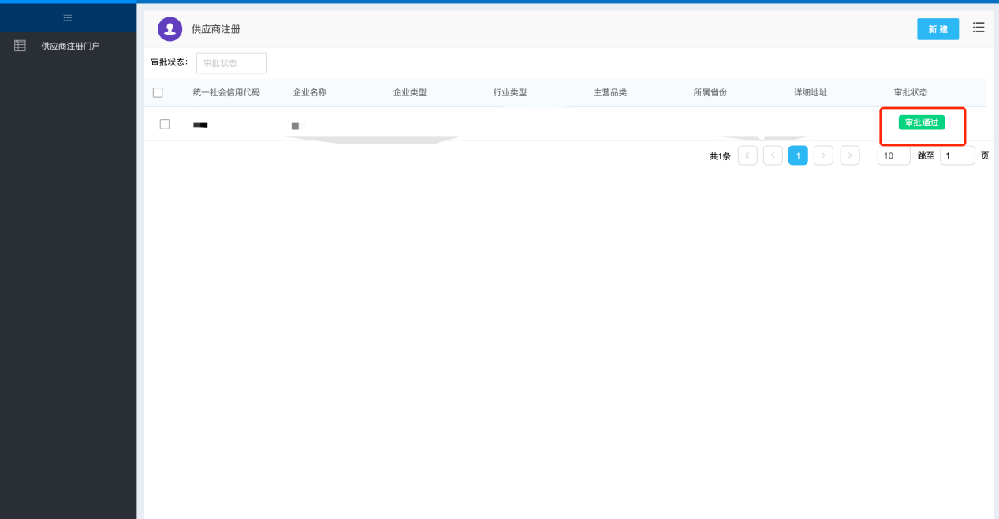 供应商注册门户
供应商注册
新 建
审批状态： 审批状态
统一社会信用代码 企业名称 企业类型 行业类型 主营品类 所属省份 详细地址 审批状态
审批通过
共1条 1 10 跳至 1 页